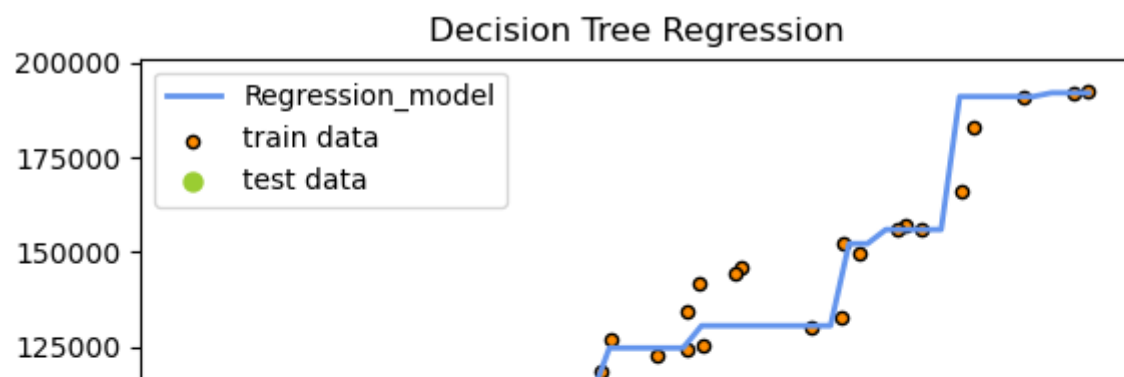 Decision Tree Regression
200000
175000
150000
125000
Regression_model
train data
test data